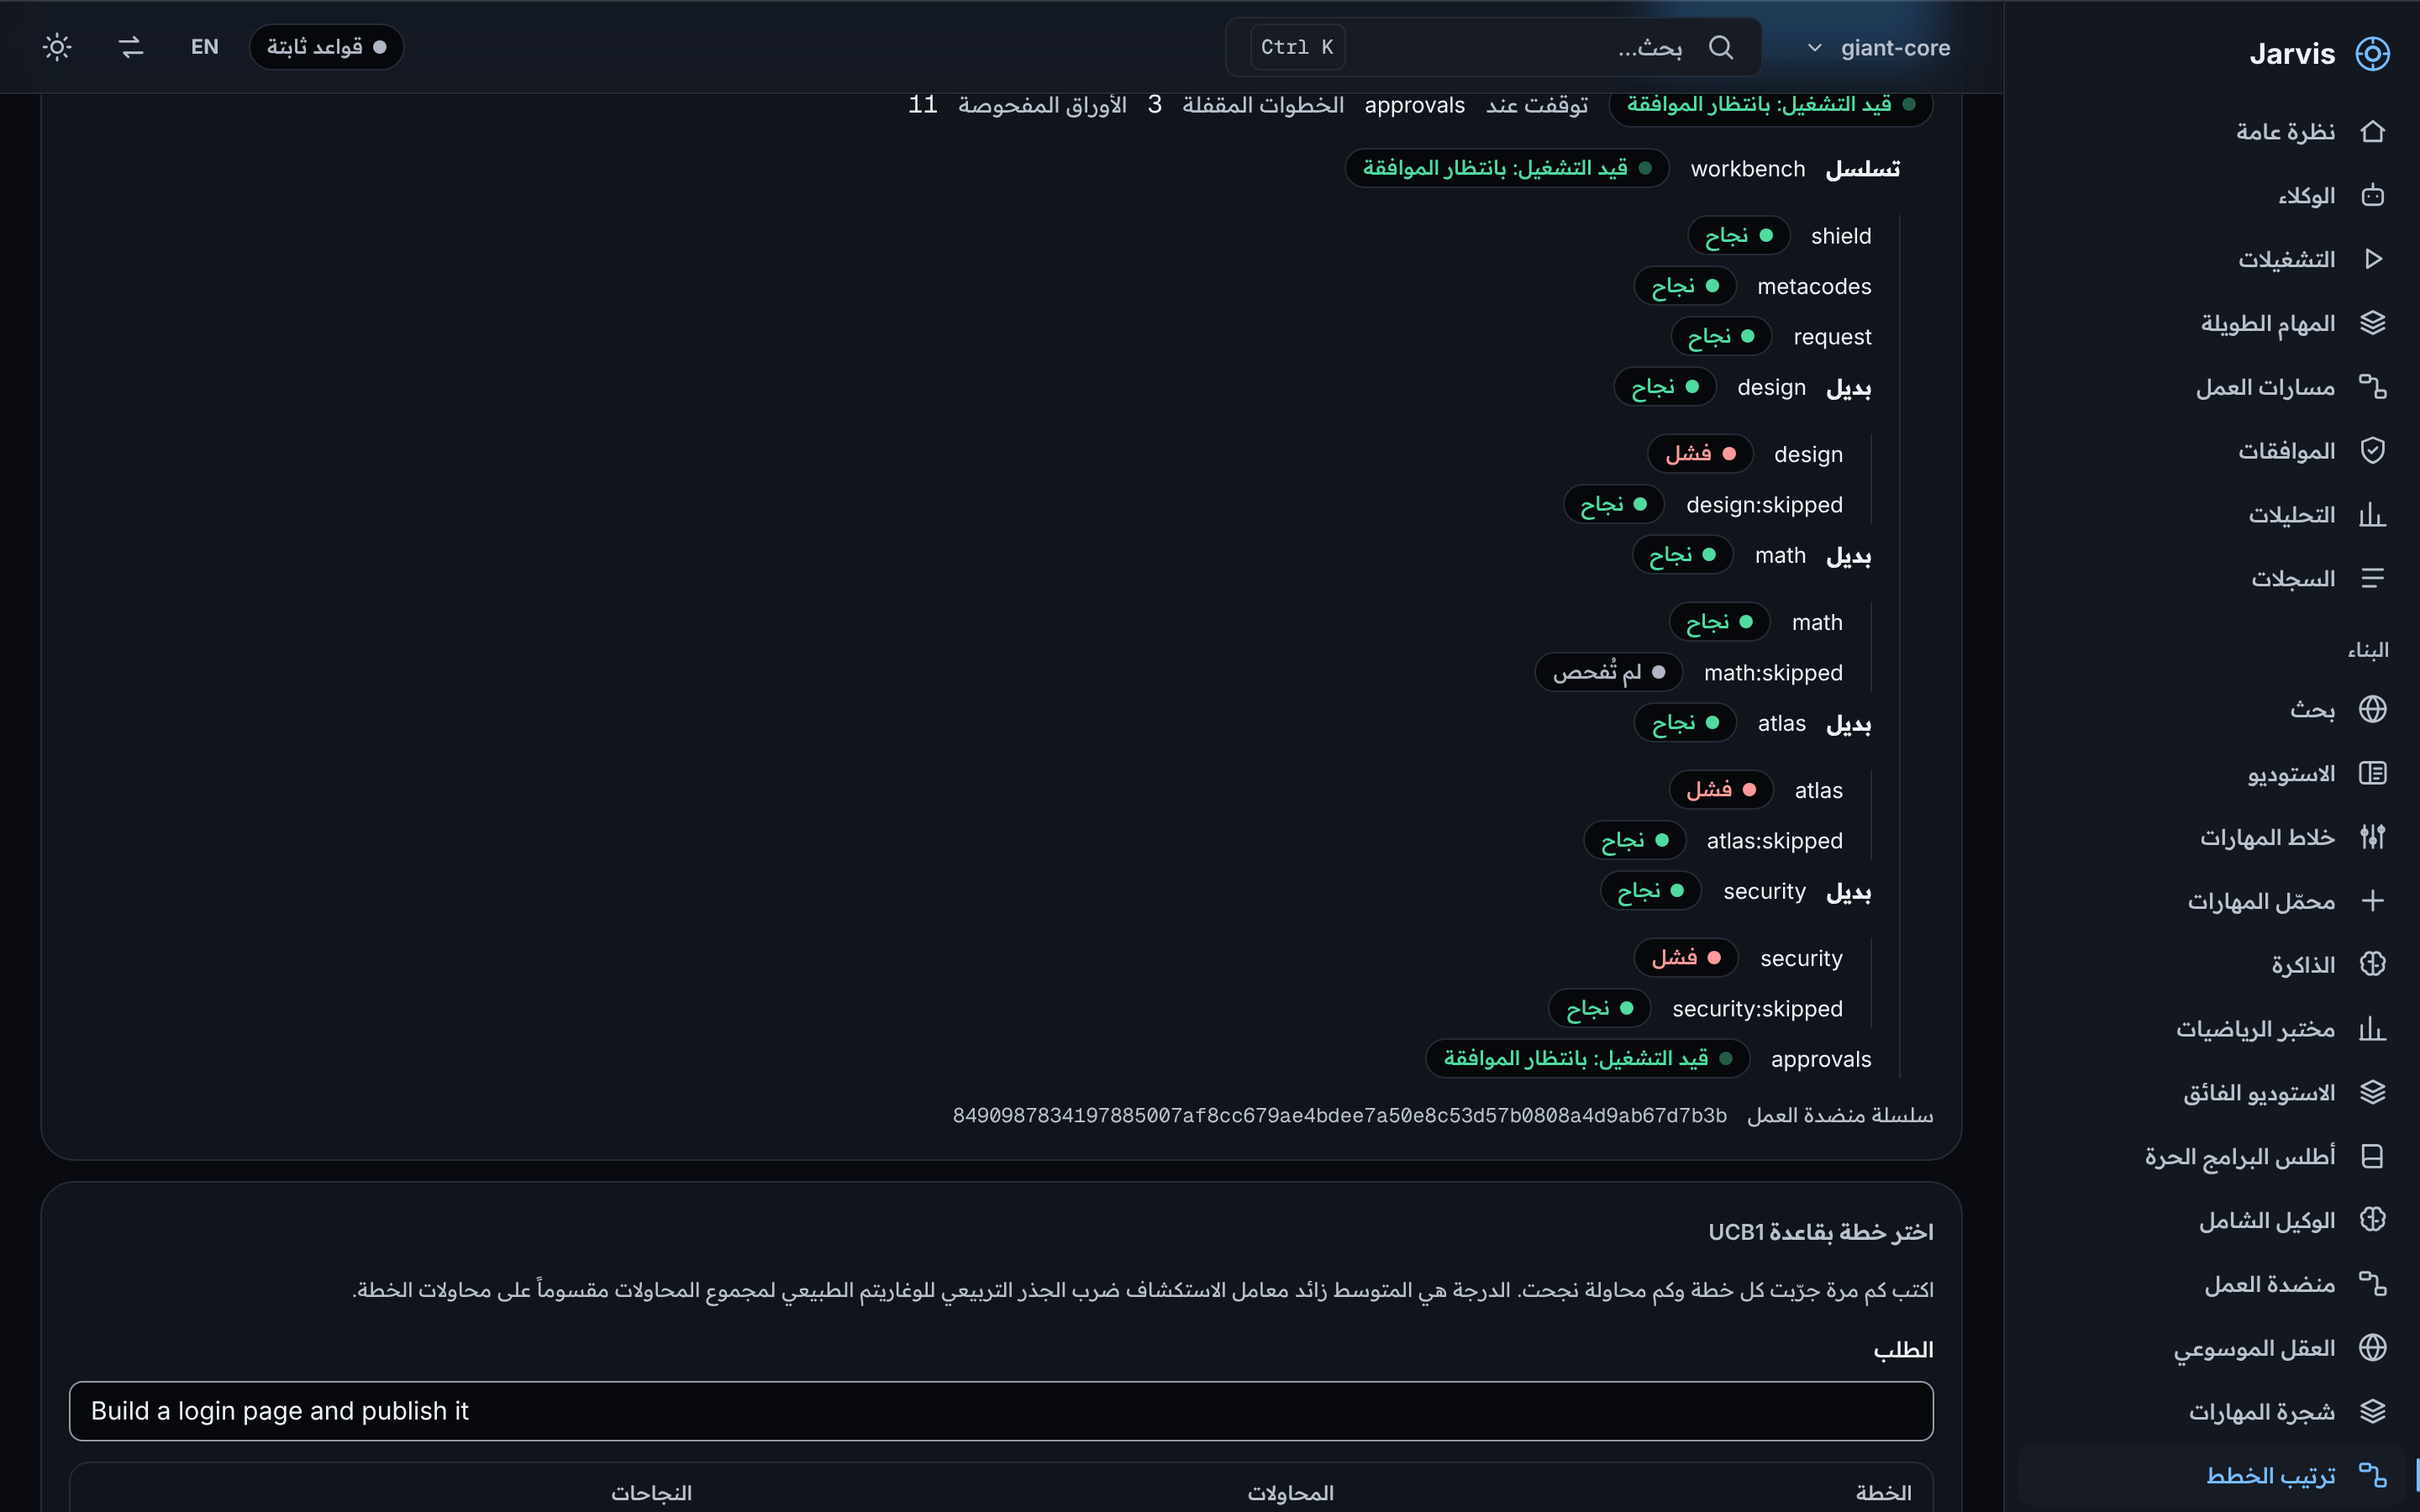 Jarvis
نظرة عامة
الوكلاء
التشغيلات
المهام الطويلة
مسارات العمل
الموافقات
التحليلات
السجلات
البناء
بحث
الاستوديو
خلاط المهارات
محمّل المهارات
الذاكرة
مختبر الرياضيات
الاستوديو الفائق
أطلس البرامج الحرة
الوكيل الشامل
منضدة العمل
العقل الموسوعي
شجرة المهارات
ترتيب الخطط
giant-core
بحث... Ctrl K
قواعد ثابتة
EN
قيد التشغيل: بانتظار الموافقة توقفت عند approvals الخطوات المقفلة 3 الأوراق المفحوصة 11
تسلسل workbench قيد التشغيل: بانتظار الموافقة
shield نجاح
metacodes نجاح
request نجاح
بديل design نجاح
design فشل
design:skipped نجاح
بديل math نجاح
math نجاح
math:skipped لم تُفحص
بديل atlas نجاح
atlas فشل
atlas:skipped نجاح
بديل security نجاح
security فشل
security:skipped نجاح
approvals قيد التشغيل: بانتظار الموافقة
سلسلة منضدة العمل 8490987834197885007af8cc679ae4bdee7a50e8c53d57b0808a4d9ab67d7b3b
اختر خطة بقاعدة UCB1
اكتب كم مرة جرّبت كل خطة وكم محاولة نجحت. الدرجة هي المتوسط زائد معامل الاستكشاف ضرب الجذر التربيعي للوغاريتم الطبيعي لمجموع المحاولات مقسوماً على محاولات الخطة.
الطلب
Build a login page and publish it
الخطة المحاولات النجاحات